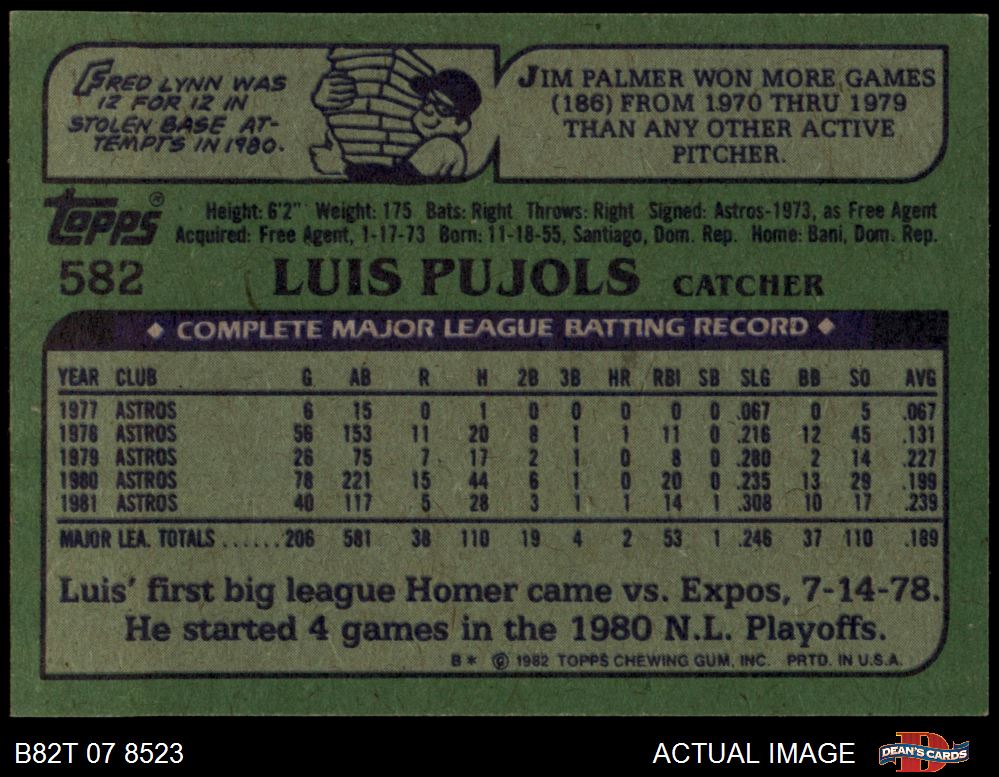 FRED LYNN WAS
12 FOR 12 IN
STOLEN BASE AT-
TEMPTS IN 1980.
JIM PALMER WON MORE GAMES
(186) FROM 1970 THRU 1979
THAN ANY OTHER ACTIVE
PITCHER.
TOPPS®
Height: 6'2" Weight: 175 Bats: Right Throws: Right Signed: Astros-1973, as Free Agent
Acquired: Free Agent, 1-17-73 Born: 11-18-55, Santiago, Dom. Rep. Home: Bani, Dom. Rep.
582 LUIS PUJOLS CATCHER
◆ COMPLETE MAJOR LEAGUE BATTING RECORD ◆
YEAR CLUB G AB R H 2B 3B HR RBI SB SLG BB SO AVG
1977 ASTROS 6 15 0 1 0 0 0 0 0 .067 0 5 .067
1978 ASTROS 56 153 11 20 8 1 1 11 0 .216 12 45 .131
1979 ASTROS 26 75 7 17 2 1 0 8 0 .280 2 14 .227
1980 ASTROS 78 221 15 44 6 1 0 20 0 .235 13 29 .199
1981 ASTROS 40 117 5 28 3 1 1 14 1 .308 10 17 .239
MAJOR LEA. TOTALS ......206 581 38 110 19 4 2 53 1 .246 37 110 .189
Luis' first big league Homer came vs. Expos, 7-14-78.
He started 4 games in the 1980 N.L. Playoffs.
B* © 1982 TOPPS CHEWING GUM, INC. PRTD. IN U.S.A.
B82T 07 8523 ACTUAL IMAGE DEAN'S CARDS